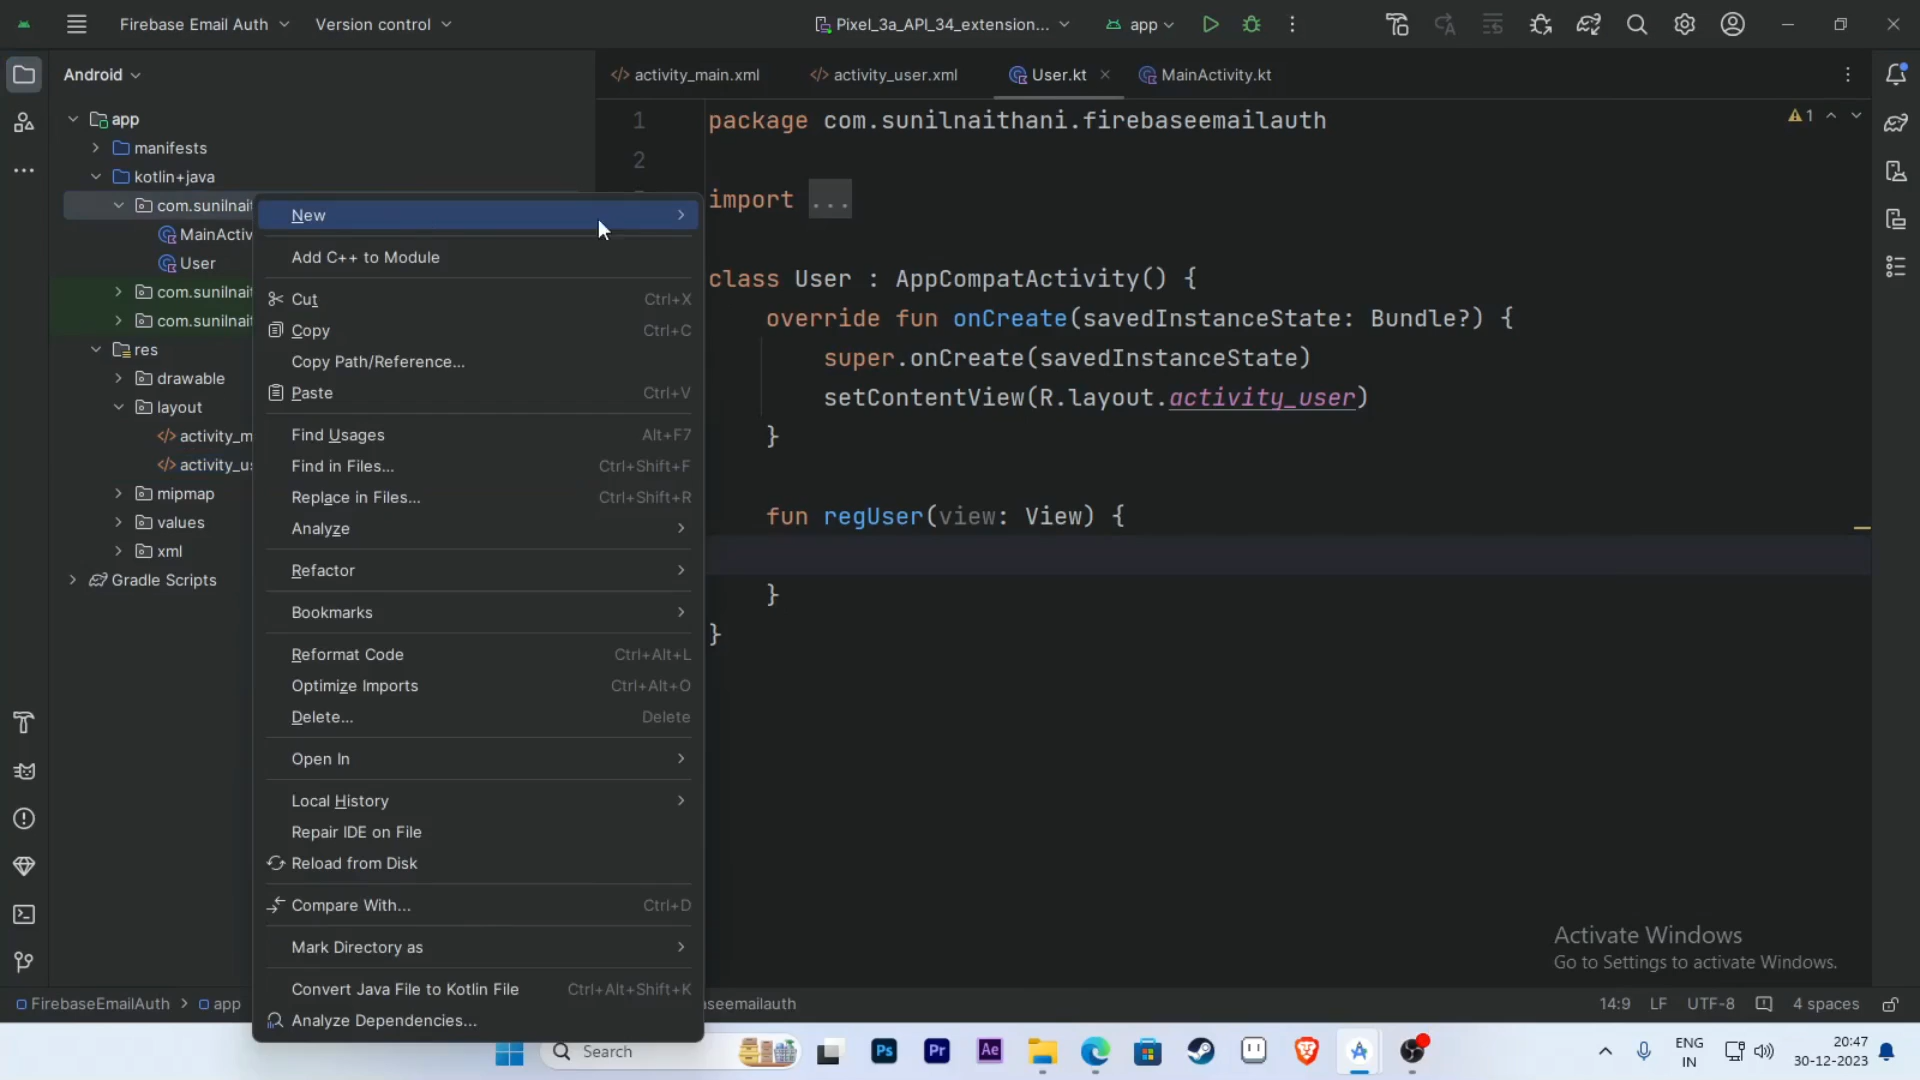 Firebase Email Auth
Version control
Pixel_3a_API_34_extension...
app
Android
app
manifests
kotlin+java
com.sunilnait
MainActiv
User
com.sunilnait
com.sunilnait
res
drawable
layout
activity_m
activity_us
mipmap
values
xml
Gradle Scripts
New
Add C++ to Module
Cut Ctrl+X
Copy Ctrl+C
Copy Path/Reference...
Paste Ctrl+V
Find Usages Alt+F7
Find in Files... Ctrl+Shift+F
Replace in Files... Ctrl+Shift+R
Analyze
Refactor
Bookmarks
Reformat Code Ctrl+Alt+L
Optimize Imports Ctrl+Alt+O
Delete... Delete
Open In
Local History
Repair IDE on File
Reload from Disk
Compare With... Ctrl+D
Mark Directory as
Convert Java File to Kotlin File Ctrl+Alt+Shift+K
Analyze Dependencies...
activity_main.xml
activity_user.xml
User.kt
MainActivity.kt
1 package com.sunilnaithani.firebaseemailauth
2
import ...
class User : AppCompatActivity() {
override fun onCreate(savedInstanceState: Bundle?) {
super.onCreate(savedInstanceState)
setContentView(R.layout.activity_user)
}
fun regUser(view: View) {
}
}
1
Activate Windows
Go to Settings to activate Windows.
FirebaseEmailAuth > app
seemailauth
14:9 LF UTF-8 4 spaces
Search
Ps
Pr
Ae
ENG
IN
20:47
30-12-2023